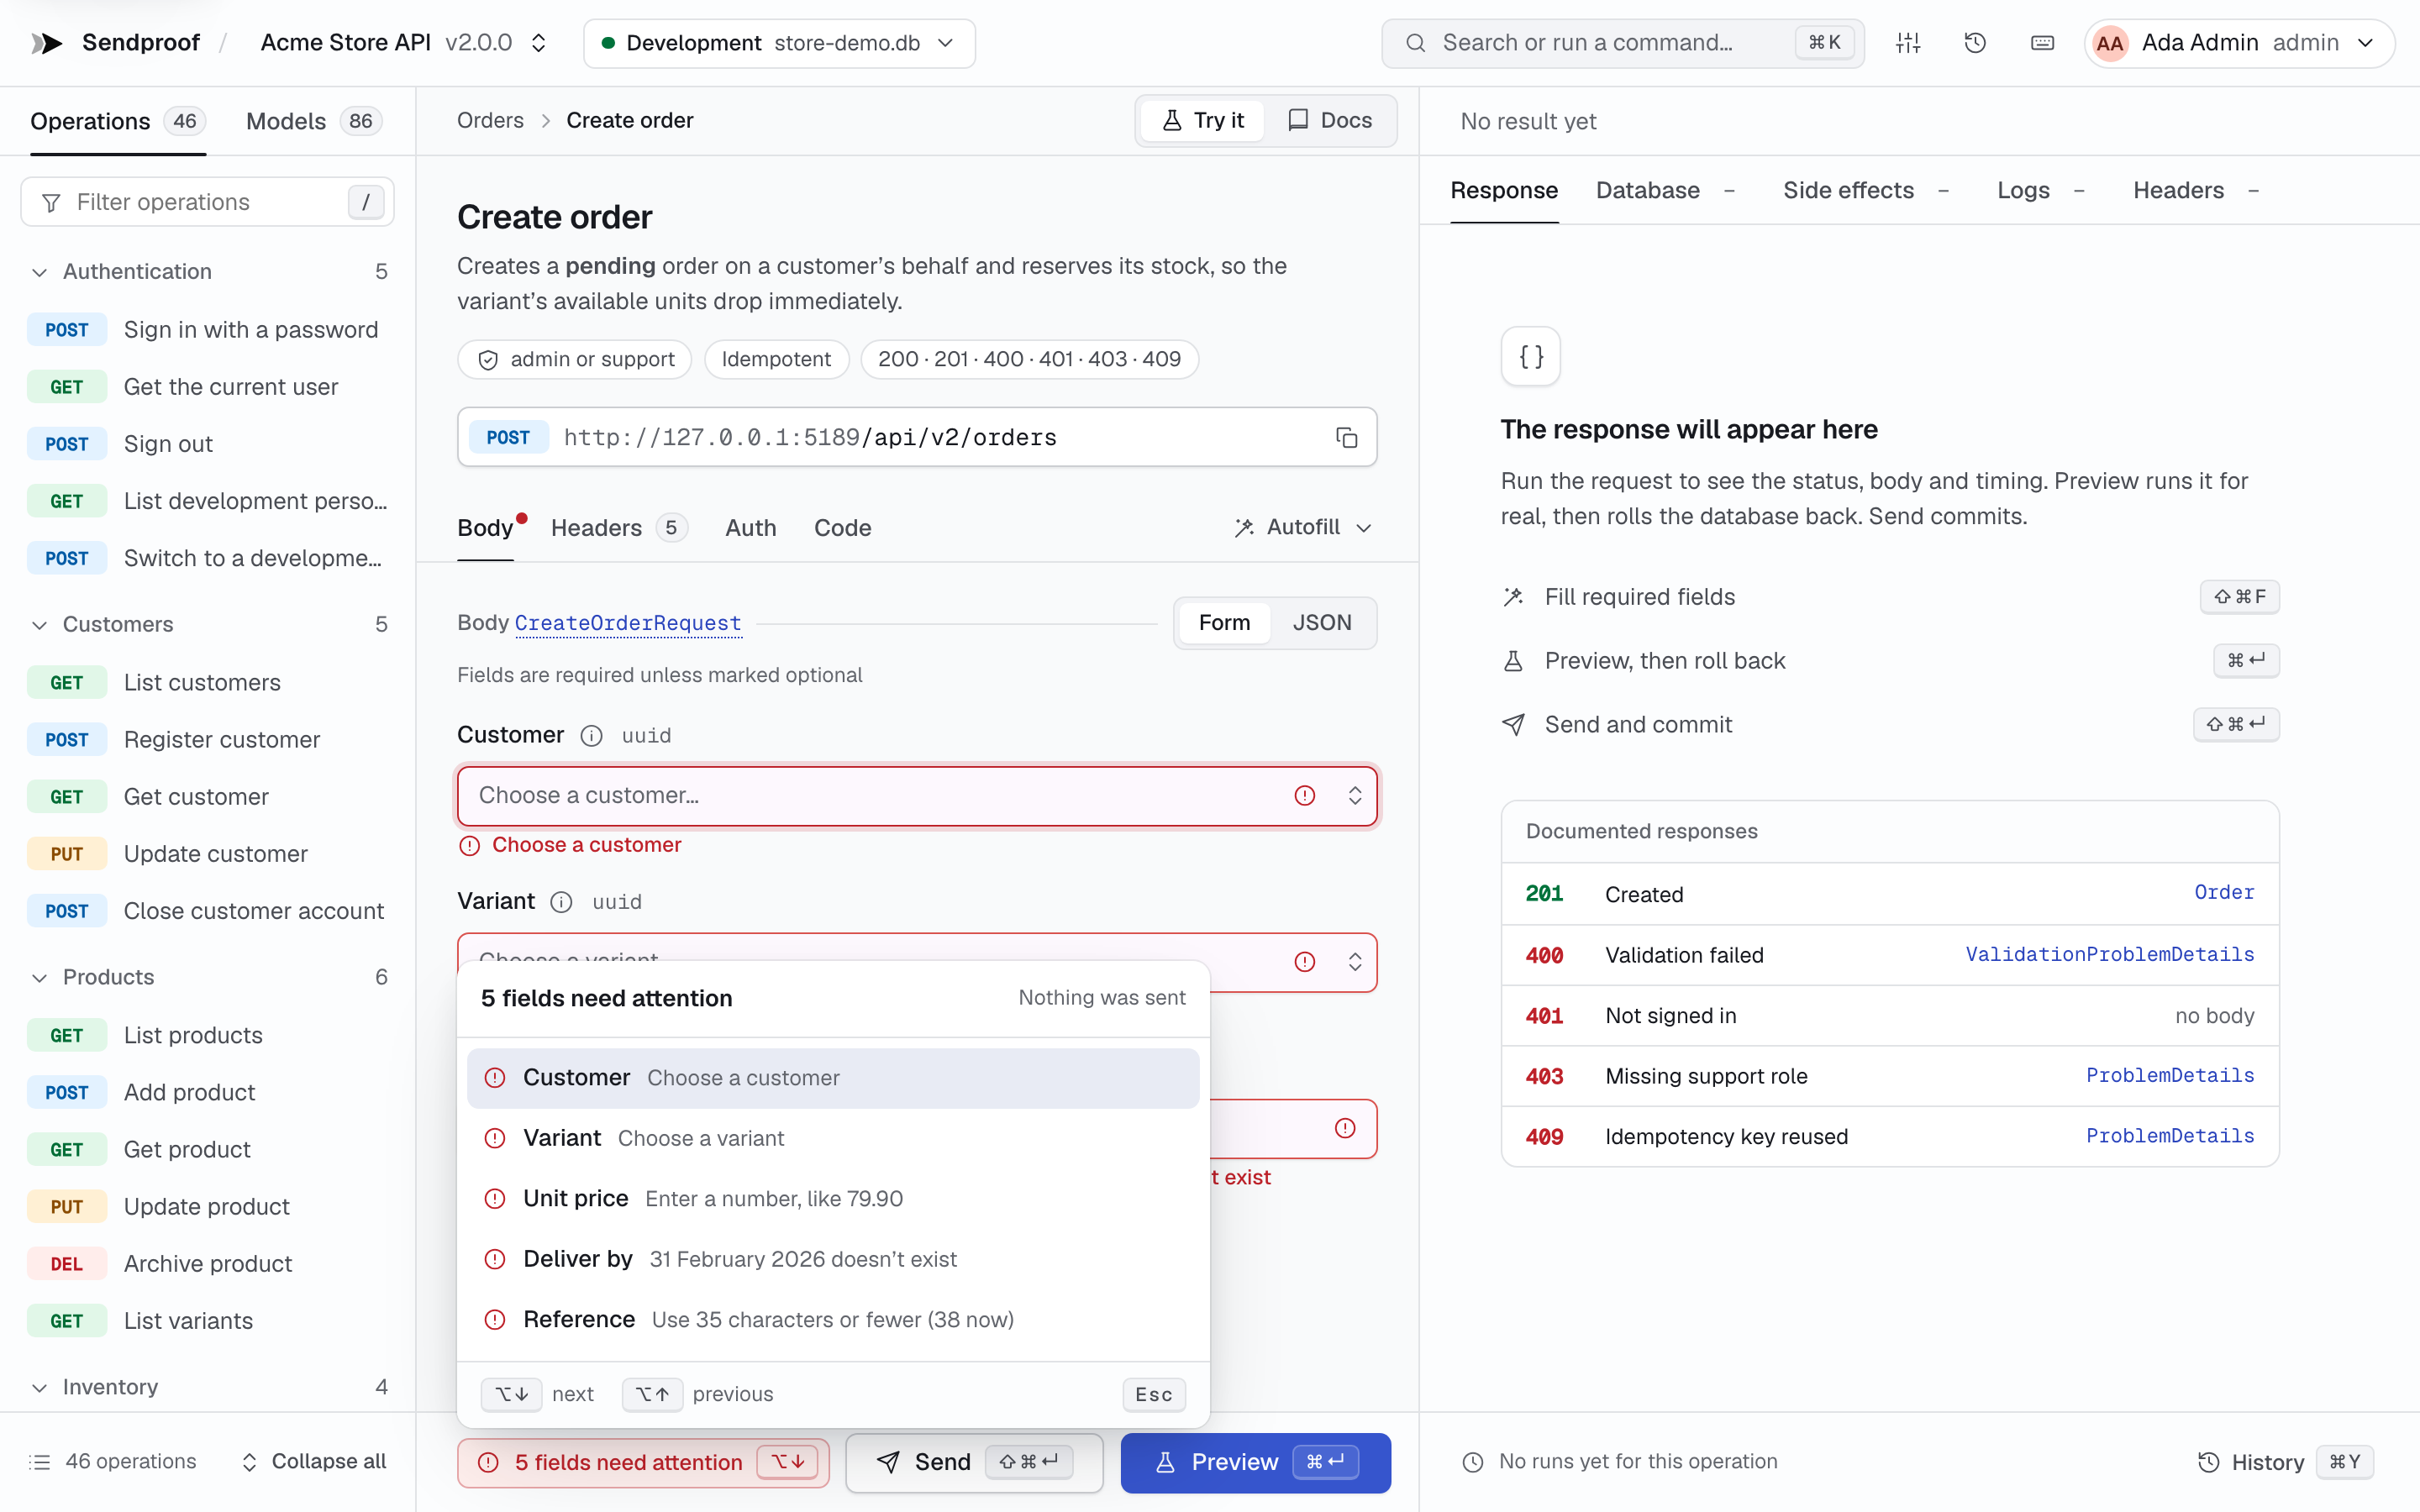 Sendproof / Acme Store API v2.0.0
Development store-demo.db
Search or run a command… ⌘K
AA Ada Admin admin
Operations 46 Models 86
Filter operations /
Authentication 5
POST Sign in with a password
GET Get the current user
POST Sign out
GET List development perso…
POST Switch to a developme…
Customers 5
GET List customers
POST Register customer
GET Get customer
PUT Update customer
POST Close customer account
Products 6
GET List products
POST Add product
GET Get product
PUT Update product
DEL Archive product
GET List variants
Inventory 4
46 operations Collapse all
Orders > Create order
Try it Docs
Create order
Creates a pending order on a customer’s behalf and reserves its stock, so the
variant’s available units drop immediately.
admin or support Idempotent 200 · 201 · 400 · 401 · 403 · 409
POST http://127.0.0.1:5189/api/v2/orders
Body Headers 5 Auth Code Autofill
Body CreateOrderRequest Form JSON
Fields are required unless marked optional
Customer uuid
Choose a customer…
Choose a customer
Variant uuid
5 fields need attention Nothing was sent
Customer Choose a customer
Variant Choose a variant
Unit price Enter a number, like 79.90
Deliver by 31 February 2026 doesn’t exist
Reference Use 35 characters or fewer (38 now)
t exist
⌥↓ next ⌥↑ previous Esc
5 fields need attention ⌥↓ Send ⇧⌘↵ Preview ⌘↵
No result yet
Response Database – Side effects – Logs – Headers –
{ }
The response will appear here
Run the request to see the status, body and timing. Preview runs it for
real, then rolls the database back. Send commits.
Fill required fields ⇧⌘F
Preview, then roll back ⌘↵
Send and commit ⇧⌘↵
Documented responses
201 Created Order
400 Validation failed ValidationProblemDetails
401 Not signed in no body
403 Missing support role ProblemDetails
409 Idempotency key reused ProblemDetails
No runs yet for this operation History ⌘Y